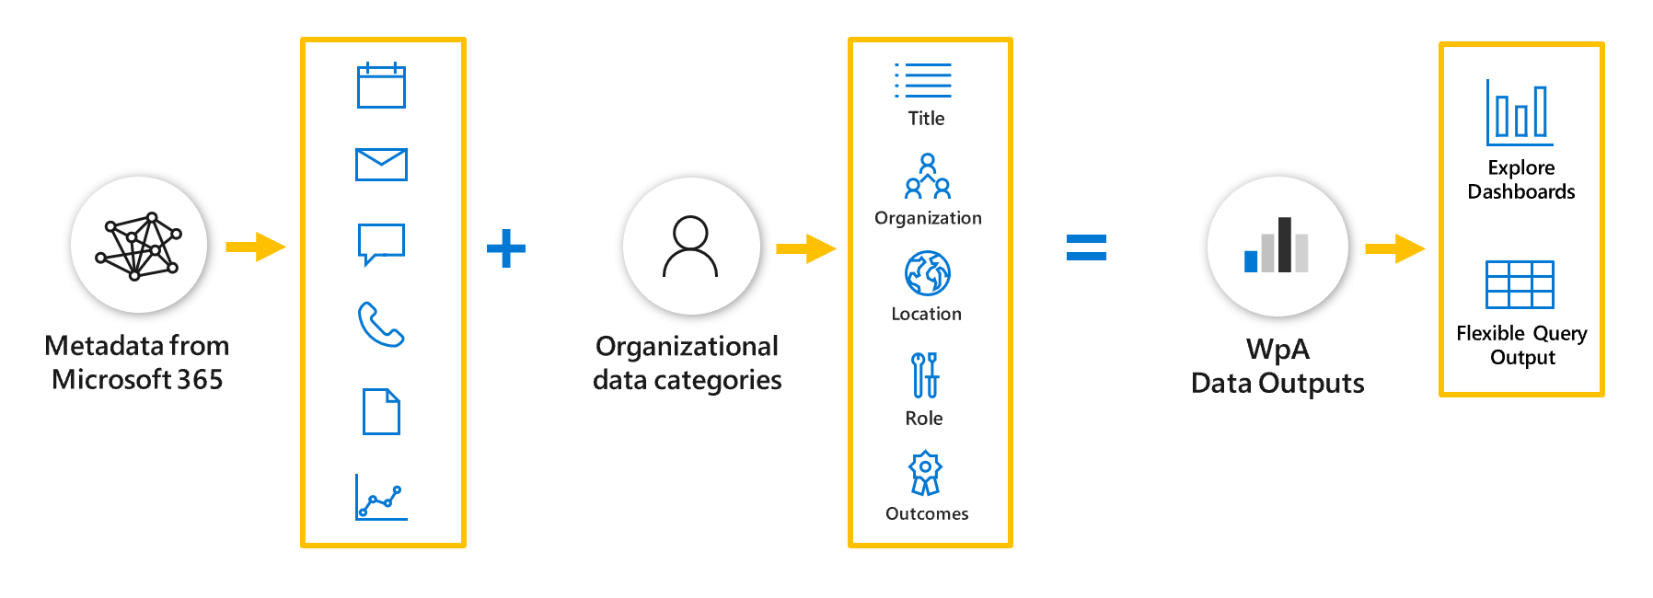 Metadata from
Microsoft 365
Organizational
data categories
Title
Organization
Location
Role
Outcomes
WpA
Data Outputs
Explore
Dashboards
Flexible Query
Output